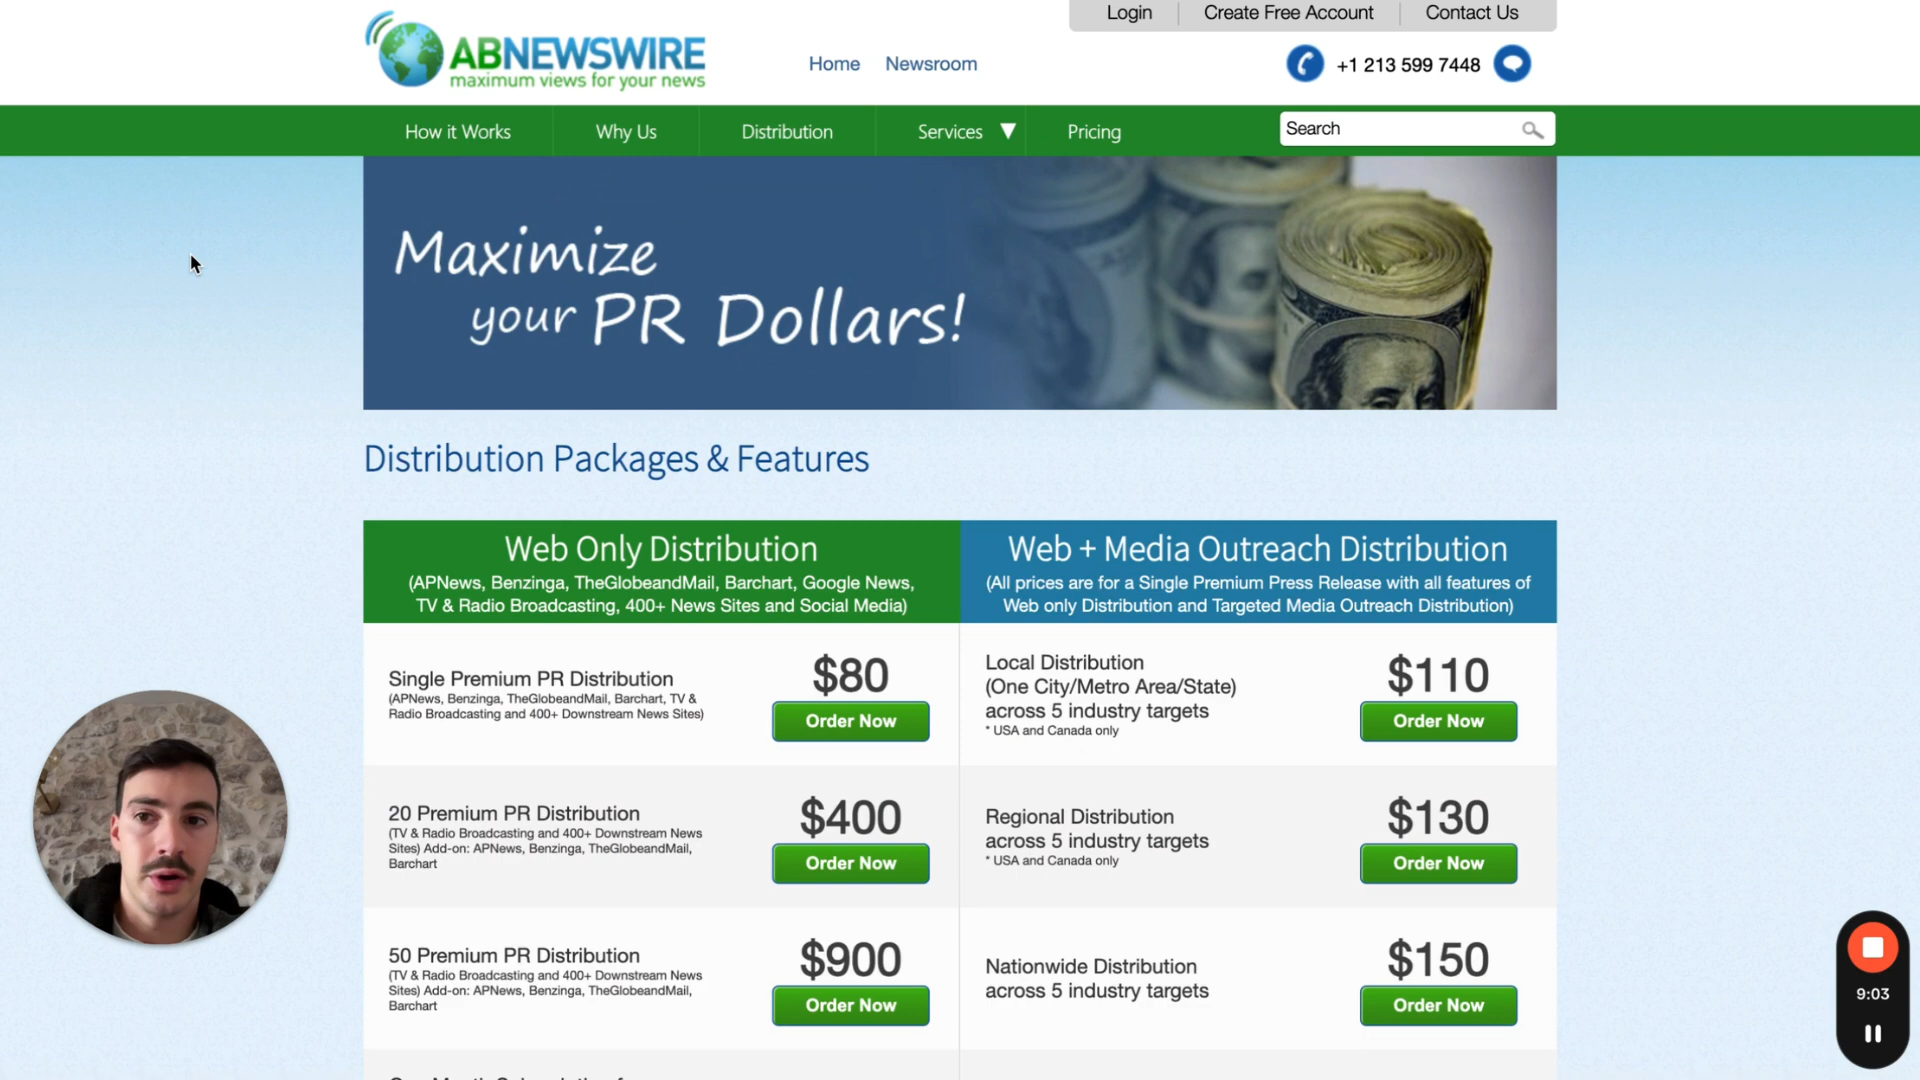 Login
Create Free Account
Contact Us
ABNEWSWIRE
maximum views for your news
Home
Newsroom
+1 213 599 7448
How it Works
Why Us
Distribution
Services ▼
Pricing
Search
Maximize
your PR Dollars!
Distribution Packages & Features
Web Only Distribution
(APNews, Benzinga, TheGlobeandMail, Barchart, Google News,
TV & Radio Broadcasting, 400+ News Sites and Social Media)
Web + Media Outreach Distribution
(All prices are for a Single Premium Press Release with all features of
Web only Distribution and Targeted Media Outreach Distribution)
Single Premium PR Distribution
(APNews, Benzinga, TheGlobeandMail, Barchart, TV &
Radio Broadcasting and 400+ Downstream News Sites)
$80
Order Now
Local Distribution
(One City/Metro Area/State)
across 5 industry targets
* USA and Canada only
$110
Order Now
20 Premium PR Distribution
(TV & Radio Broadcasting and 400+ Downstream News
Sites) Add-on: APNews, Benzinga, TheGlobeandMail,
Barchart
$400
Order Now
Regional Distribution
across 5 industry targets
* USA and Canada only
$130
Order Now
50 Premium PR Distribution
(TV & Radio Broadcasting and 400+ Downstream News
Sites) Add-on: APNews, Benzinga, TheGlobeandMail,
Barchart
$900
Order Now
Nationwide Distribution
across 5 industry targets
$150
Order Now
9:03